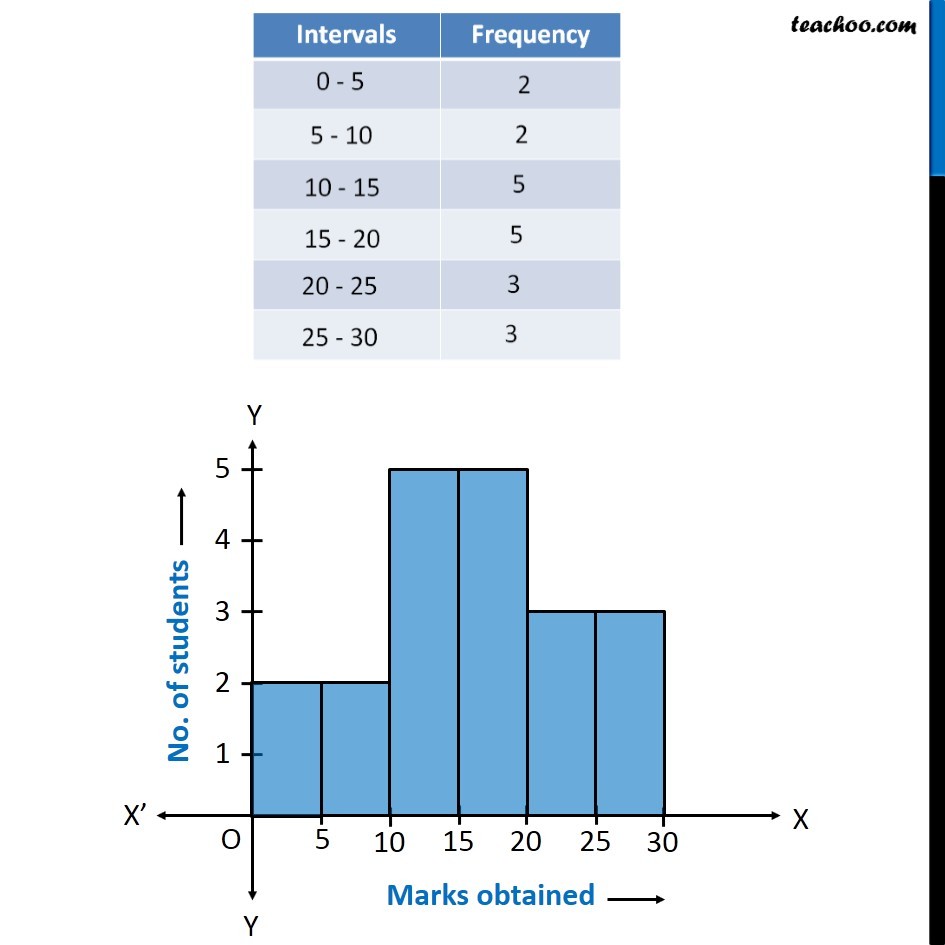 teachoo.com
Intervals Frequency
0 - 5 2
5 - 10 2
10 - 15 5
15 - 20 5
20 - 25 3
25 - 30 3
Y
5
4
3
2
1
No. of students
X’ X
O 5 10 15 20 25 30
Marks obtained
Y